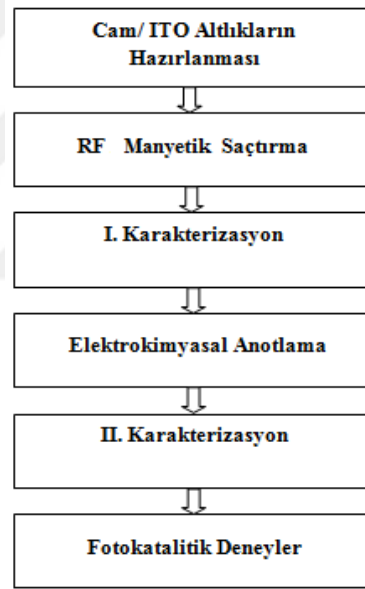 Cam/ ITO Altlıkların
Hazırlanması
RF Manyetik Saçtırma
I. Karakterizasyon
Elektrokimyasal Anotlama
II. Karakterizasyon
Fotokatalitik Deneyler